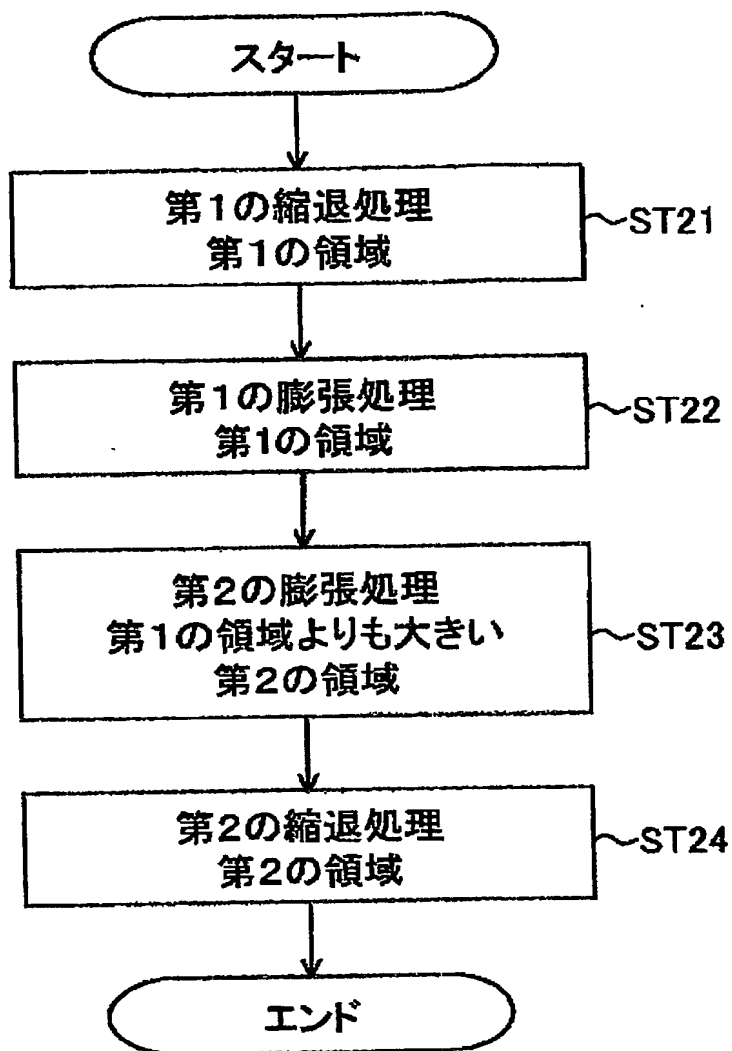 スタート
第1の縮退処理
第1の領域
ST21
第1の膨張処理
第1の領域
ST22
第2の膨張処理
第1の領域よりも大きい
第2の領域
ST23
第2の縮退処理
第2の領域
ST24
エンド